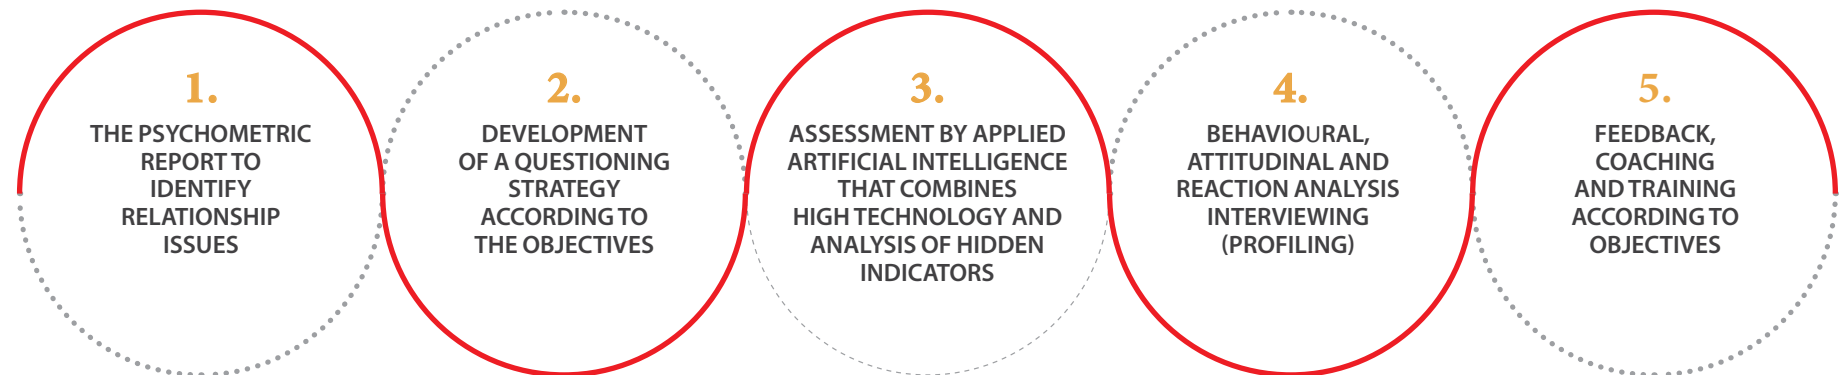 1.
THE PSYCHOMETRIC
REPORT TO
IDENTIFY
RELATIONSHIP
ISSUES
2.
DEVELOPMENT
OF A QUESTIONING
STRATEGY
ACCORDING TO
THE OBJECTIVES
3.
ASSESSMENT BY APPLIED
ARTIFICIAL INTELLIGENCE
THAT COMBINES
HIGH TECHNOLOGY AND
ANALYSIS OF HIDDEN
INDICATORS
4.
BEHAVIOURAL,
ATTITUDINAL AND
REACTION ANALYSIS
INTERVIEWING
(PROFILING)
5.
FEEDBACK,
COACHING
AND TRAINING
ACCORDING TO
OBJECTIVES